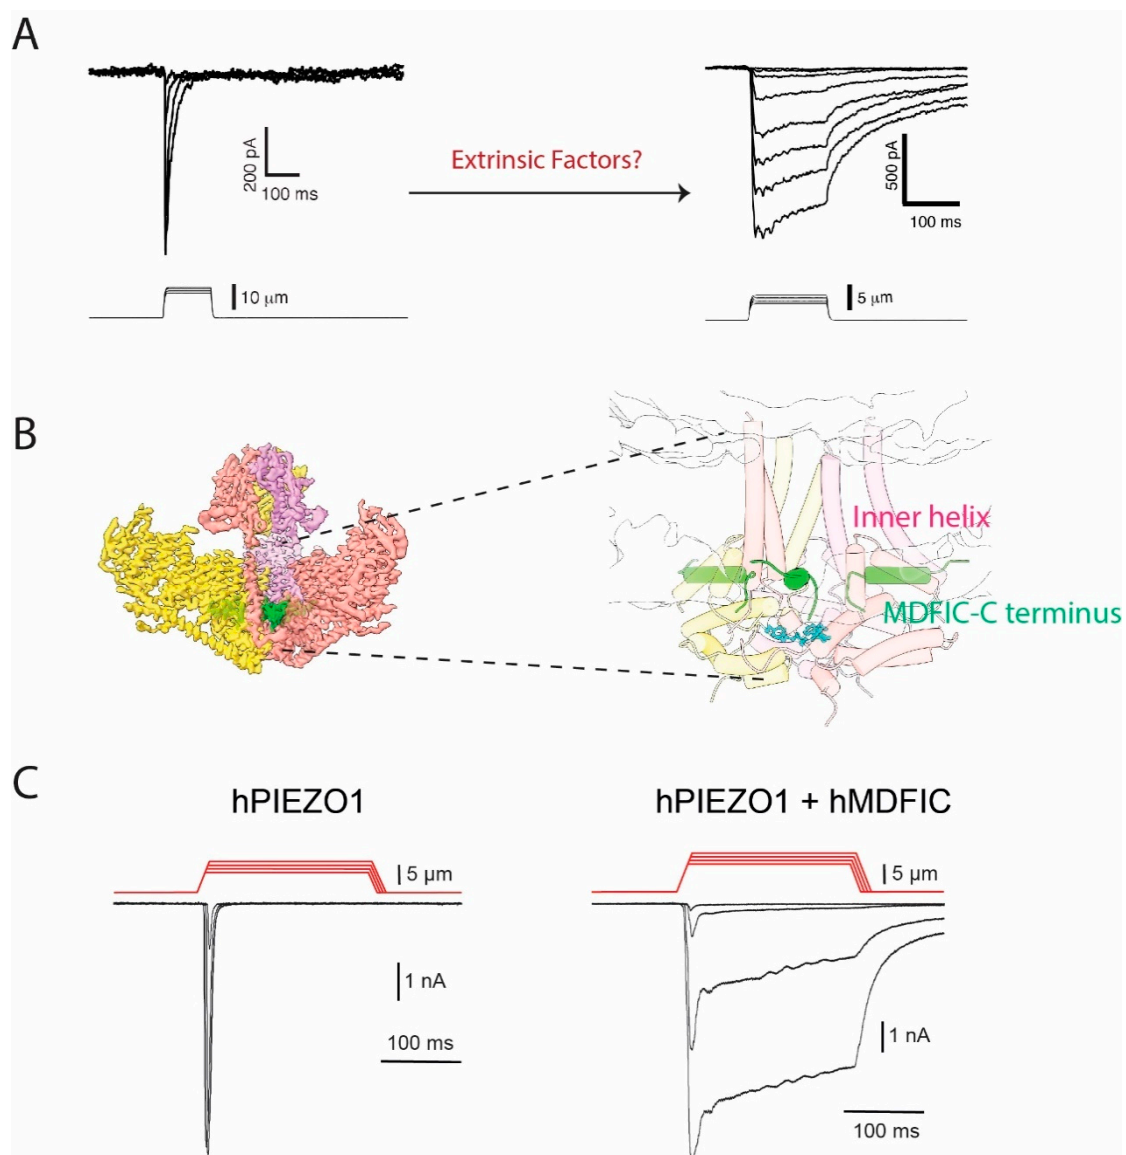 A
200 pA
100 ms
Extrinsic Factors?
500 pA
100 ms
10 μm
5 μm
B
Inner helix
MDFIC-C terminus
C
hPIEZO1
hPIEZO1 + hMDFIC
5 μm
5 μm
1 nA
100 ms
1 nA
100 ms